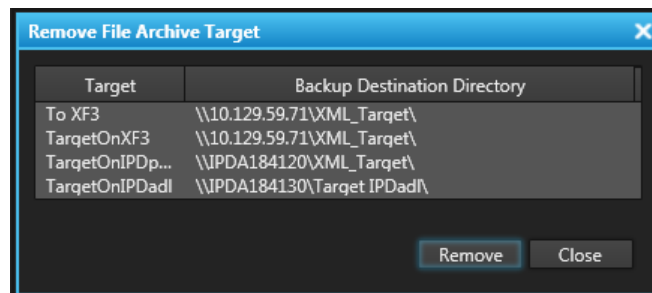 Remove File Archive Target
Target Backup Destination Directory
To XF3 \\10.129.59.71\XML_Target\
TargetOnXF3 \\10.129.59.71\XML_Target\
TargetOnIPDp... \\IPDA184120\XML_Target\
TargetOnIPDadl \\IPDA184130\Target IPDadl\
Remove Close